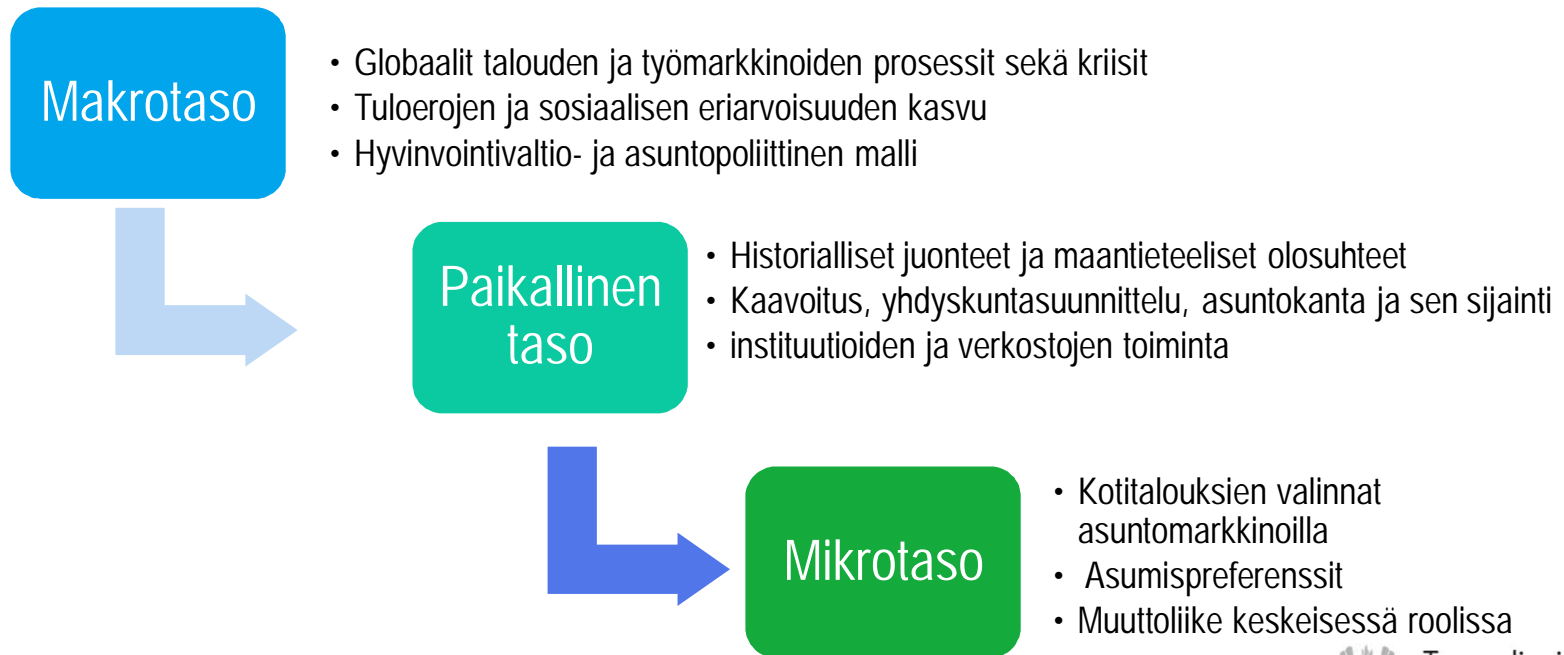 Makrotaso
• Globaalit talouden ja työmarkkinoiden prosessit sekä kriisit
• Tuloerojen ja sosiaalisen eriarvoisuuden kasvu
• Hyvinvointivaltio- ja asuntopoliittinen malli
Paikallinen
taso
• Historialliset juonteet ja maantieteeliset olosuhteet
• Kaavoitus, yhdyskuntasuunnittelu, asuntokanta ja sen sijainti
• instituutioiden ja verkostojen toiminta
Mikrotaso
• Kotitalouksien valinnat
asuntomarkkinoilla
• Asumispreferenssit
• Muuttoliike keskeisessä roolissa